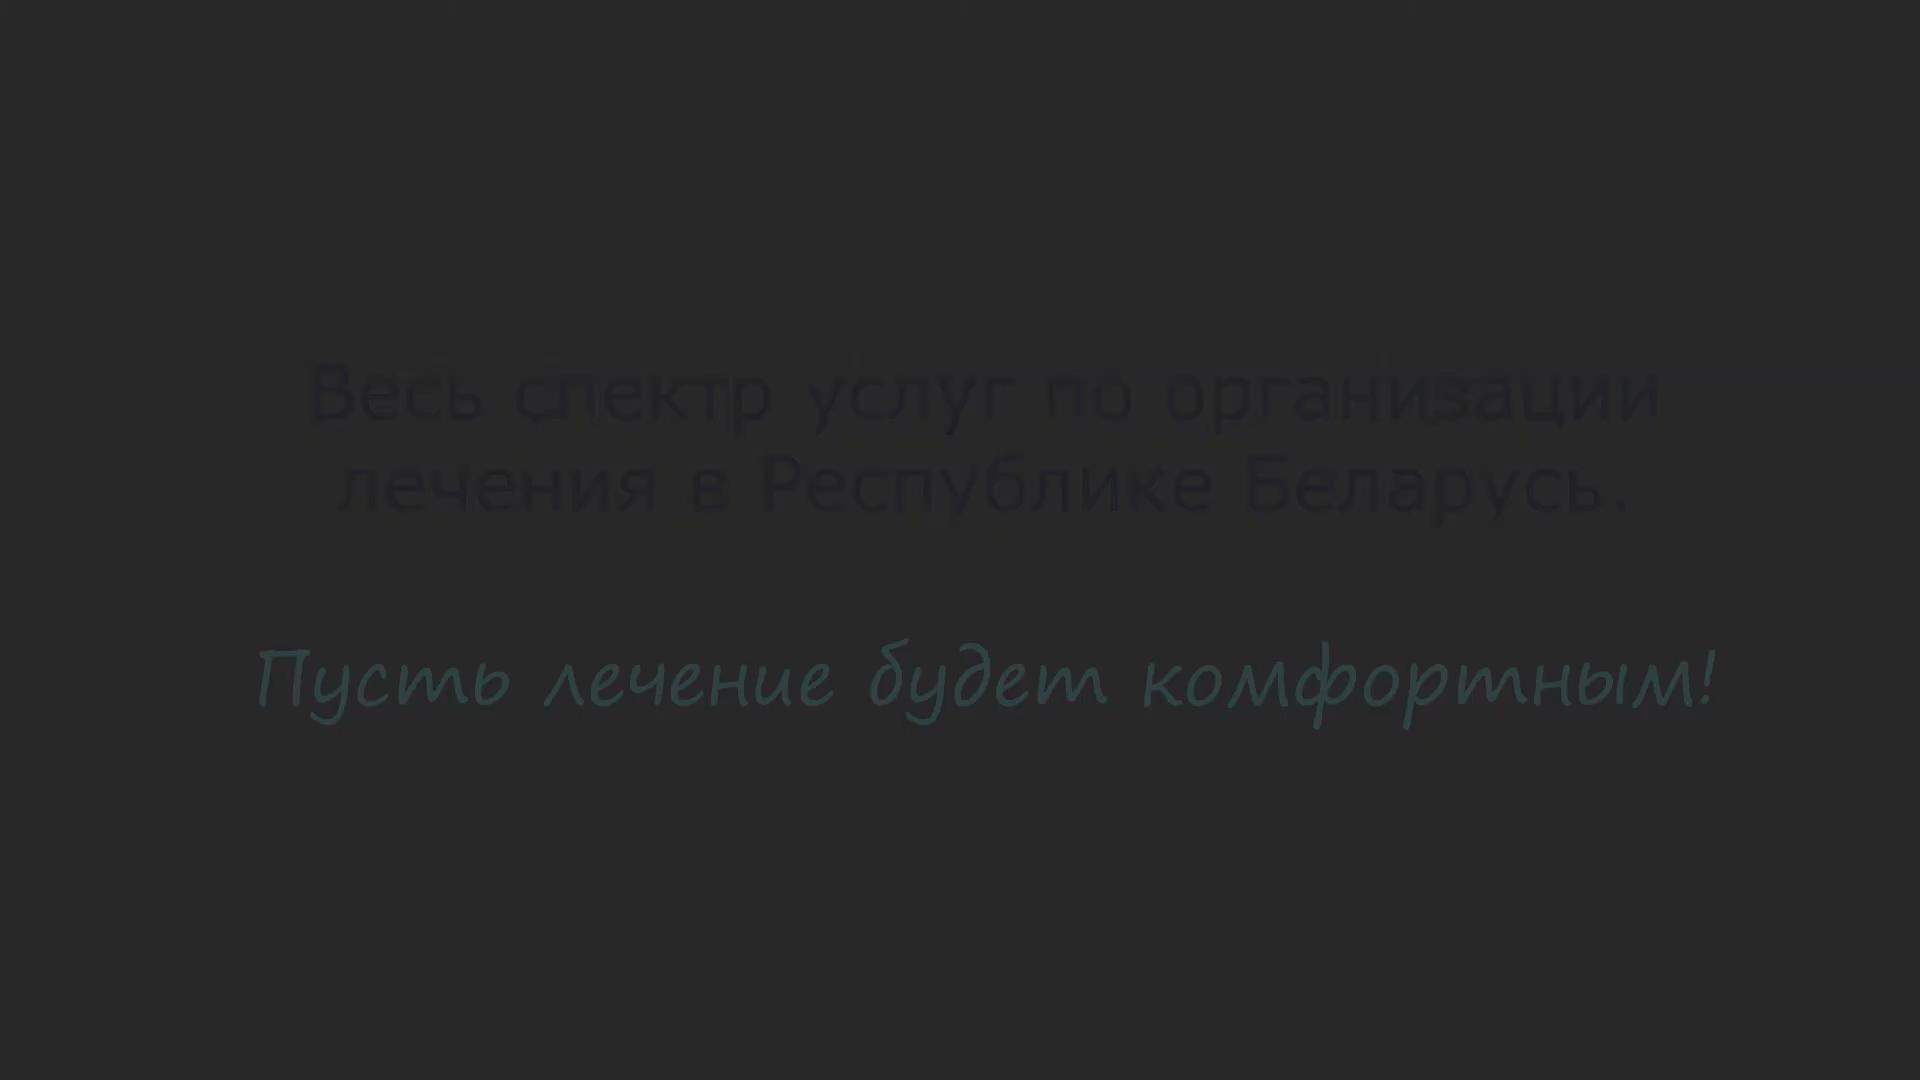 Весь спектр услуг по организации
лечения в Республике Беларусь.
Пусть лечение будет комфортным!